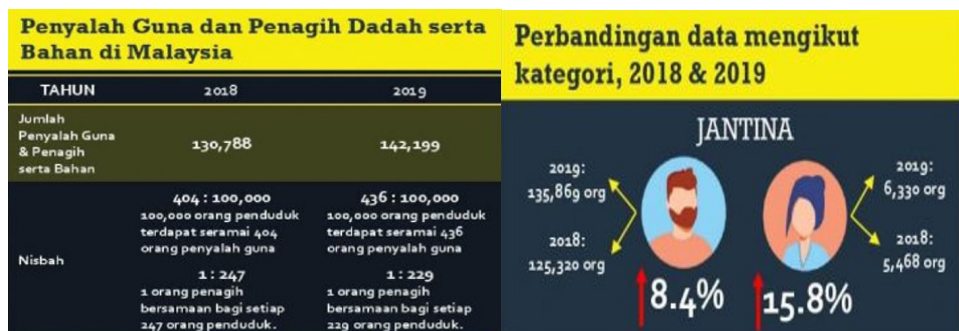 Penyalah Guna dan Penagih Dadah serta
Bahan di Malaysia
TAHUN 2018 2019
Jumlah
Penyalah Guna
& Penagih
serta Bahan
130,788 142,199
Nisbah
404 : 100,000
100,000 orang penduduk
terdapat seramai 404
orang penyalah guna
1 : 247
1 orang penagih
bersamaan bagi setiap
247 orang penduduk.
436 : 100,000
100,000 orang penduduk
terdapat seramai 436
orang penyalah guna
1 : 229
1 orang penagih
bersamaan bagi setiap
229 orang penduduk.
Perbandingan data mengikut
kategori, 2018 & 2019
JANTINA
2019:
135,869 org
2018:
125,320 org
8.4%
2019:
6,330 org
2018:
5,468 org
15.8%